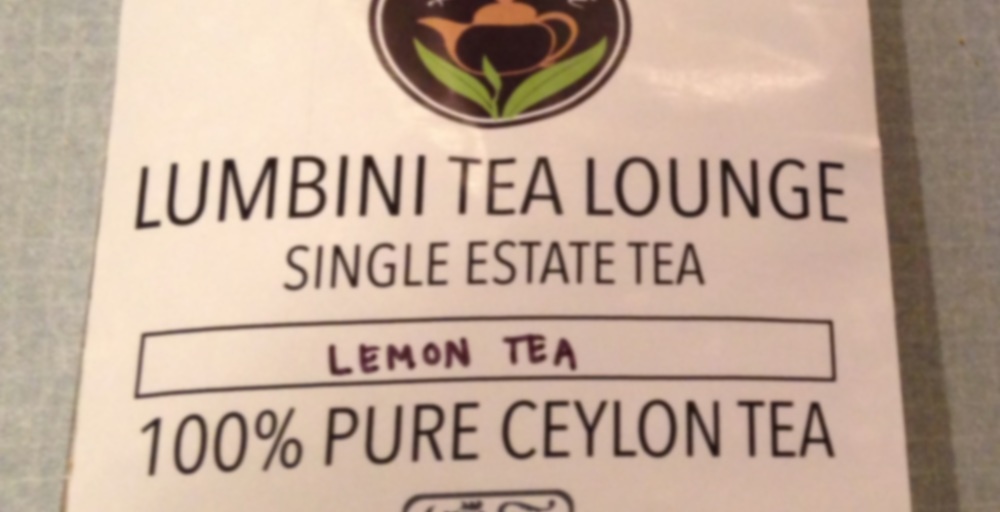 LUMBINI TEA LOUNGE
SINGLE ESTATE TEA
LEMON TEA
100% PURE CEYLON TEA